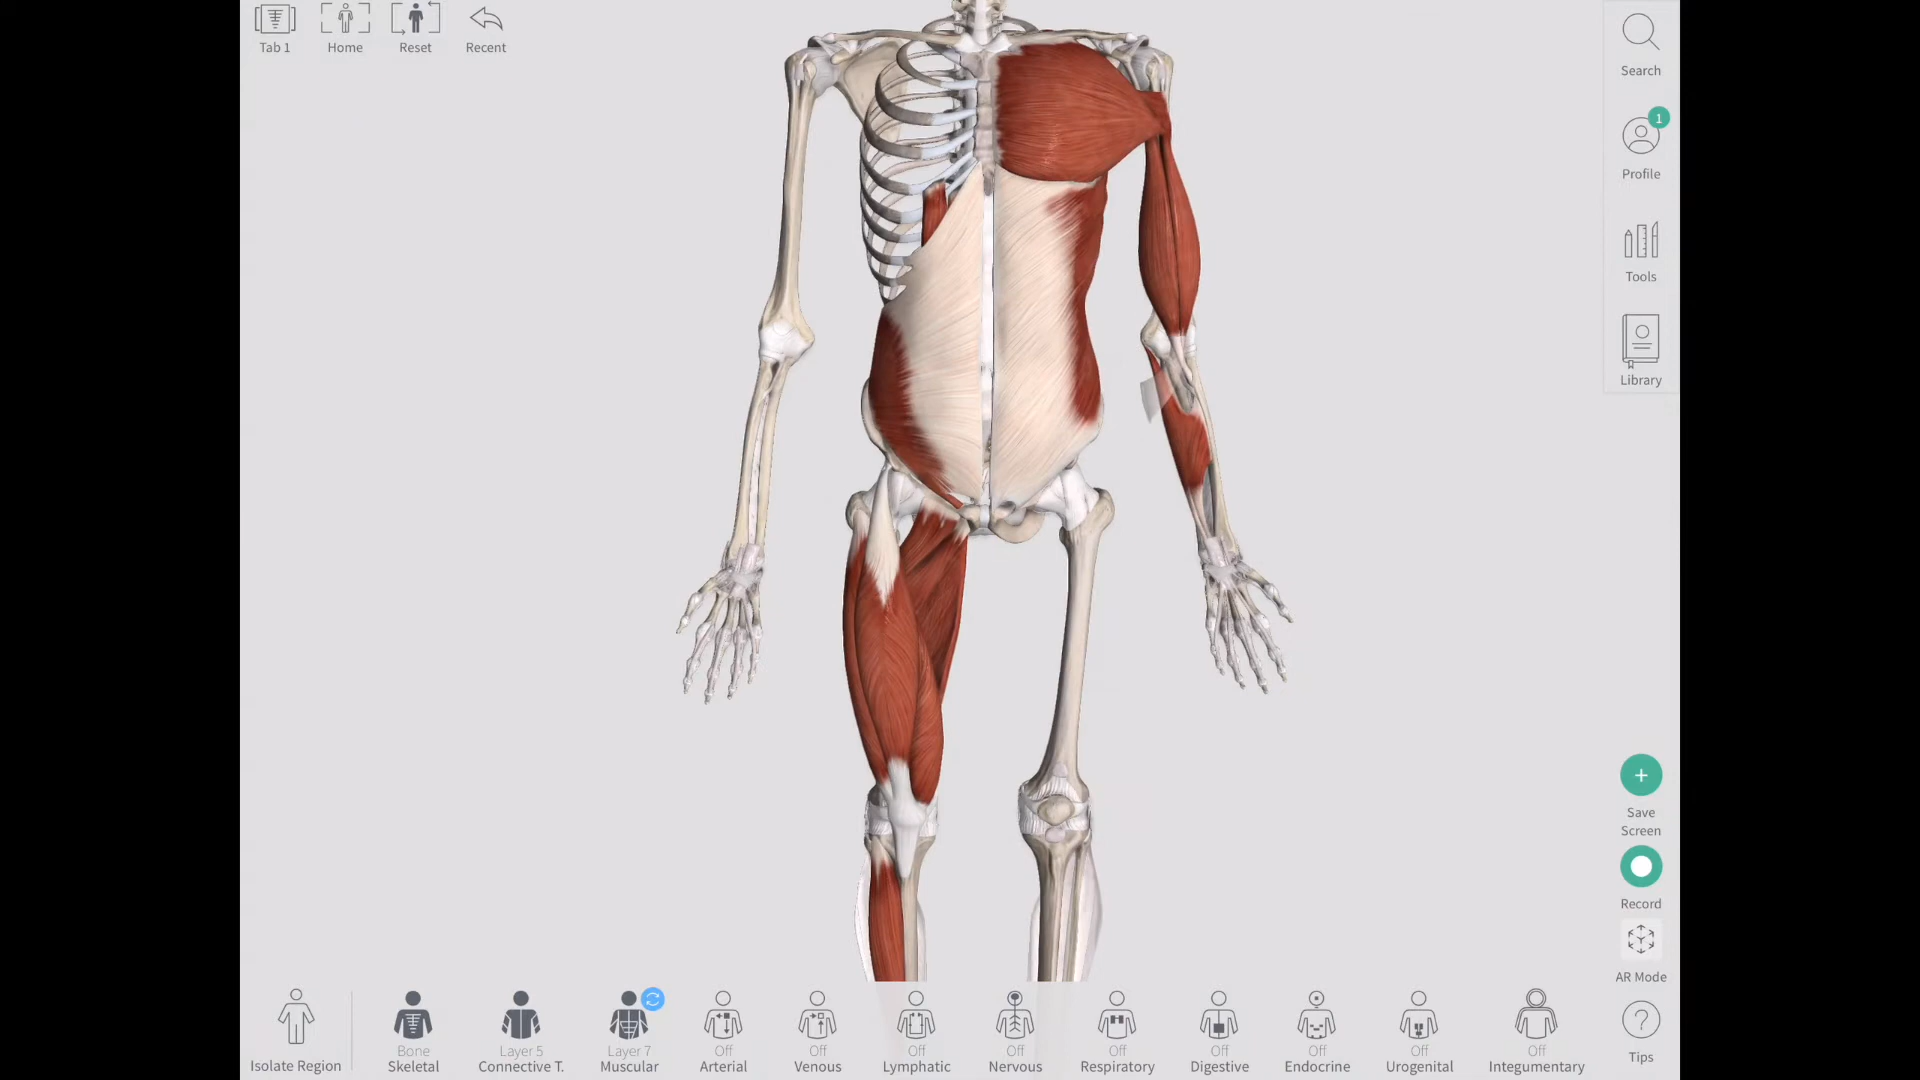 Tab 1
Home
Reset
Recent
Search
1
Profile
Tools
Library
+
Save
Screen
Record
AR Mode
?
Tips
Isolate Region
Bone
Skeletal
Layer 5
Connective T.
Layer 7
Muscular
Off
Arterial
Off
Venous
Off
Lymphatic
Off
Nervous
Off
Respiratory
Off
Digestive
Off
Endocrine
Off
Urogenital
Off
Integumentary